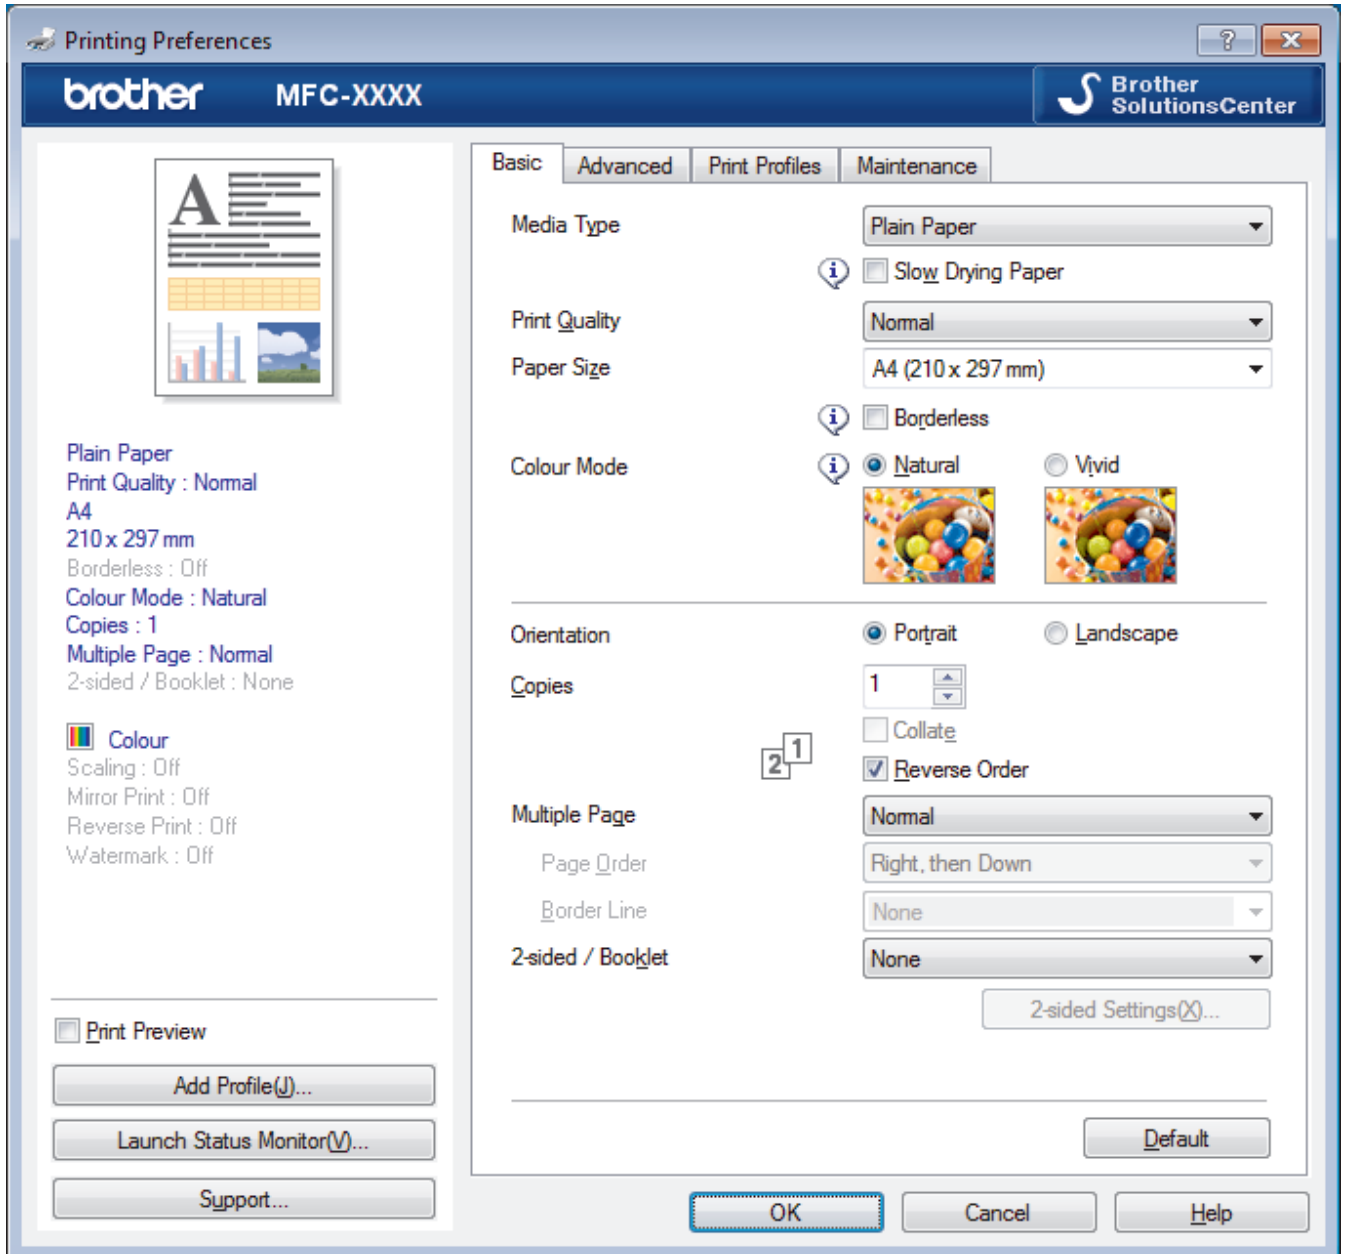 Printing Preferences
brother MFC-XXXX
Brother
SolutionsCenter
A
Plain Paper
Print Quality : Normal
A4
210 x 297 mm
Borderless : Off
Colour Mode : Natural
Copies : 1
Multiple Page : Normal
2-sided / Booklet : None
Colour
Scaling : Off
Mirror Print : Off
Reverse Print : Off
Watermark : Off
Print Preview
Add Profile(J)...
Launch Status Monitor(V)...
Support...
Basic Advanced Print Profiles Maintenance
Media Type Plain Paper
Slow Drying Paper
Print Quality Normal
Paper Size A4 (210 x 297 mm)
Borderless
Colour Mode Natural Vivid
Orientation Portrait Landscape
Copies 1
Collate
2 1 Reverse Order
Multiple Page Normal
Page Order Right, then Down
Border Line None
2-sided / Booklet None
2-sided Settings(X)...
Default
OK Cancel Help